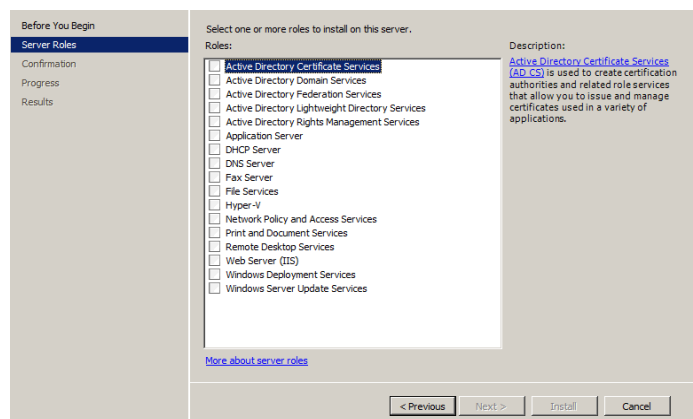 Before You Begin
Server Roles
Confirmation
Progress
Results
Select one or more roles to install on this server.
Roles:
Active Directory Certificate Services
Active Directory Domain Services
Active Directory Federation Services
Active Directory Lightweight Directory Services
Active Directory Rights Management Services
Application Server
DHCP Server
DNS Server
Fax Server
File Services
Hyper-V
Network Policy and Access Services
Print and Document Services
Remote Desktop Services
Web Server (IIS)
Windows Deployment Services
Windows Server Update Services
More about server roles
Description:
Active Directory Certificate Services
(AD CS) is used to create certification
authorities and related role services
that allow you to issue and manage
certificates used in a variety of
applications.
< Previous
Next >
Install
Cancel